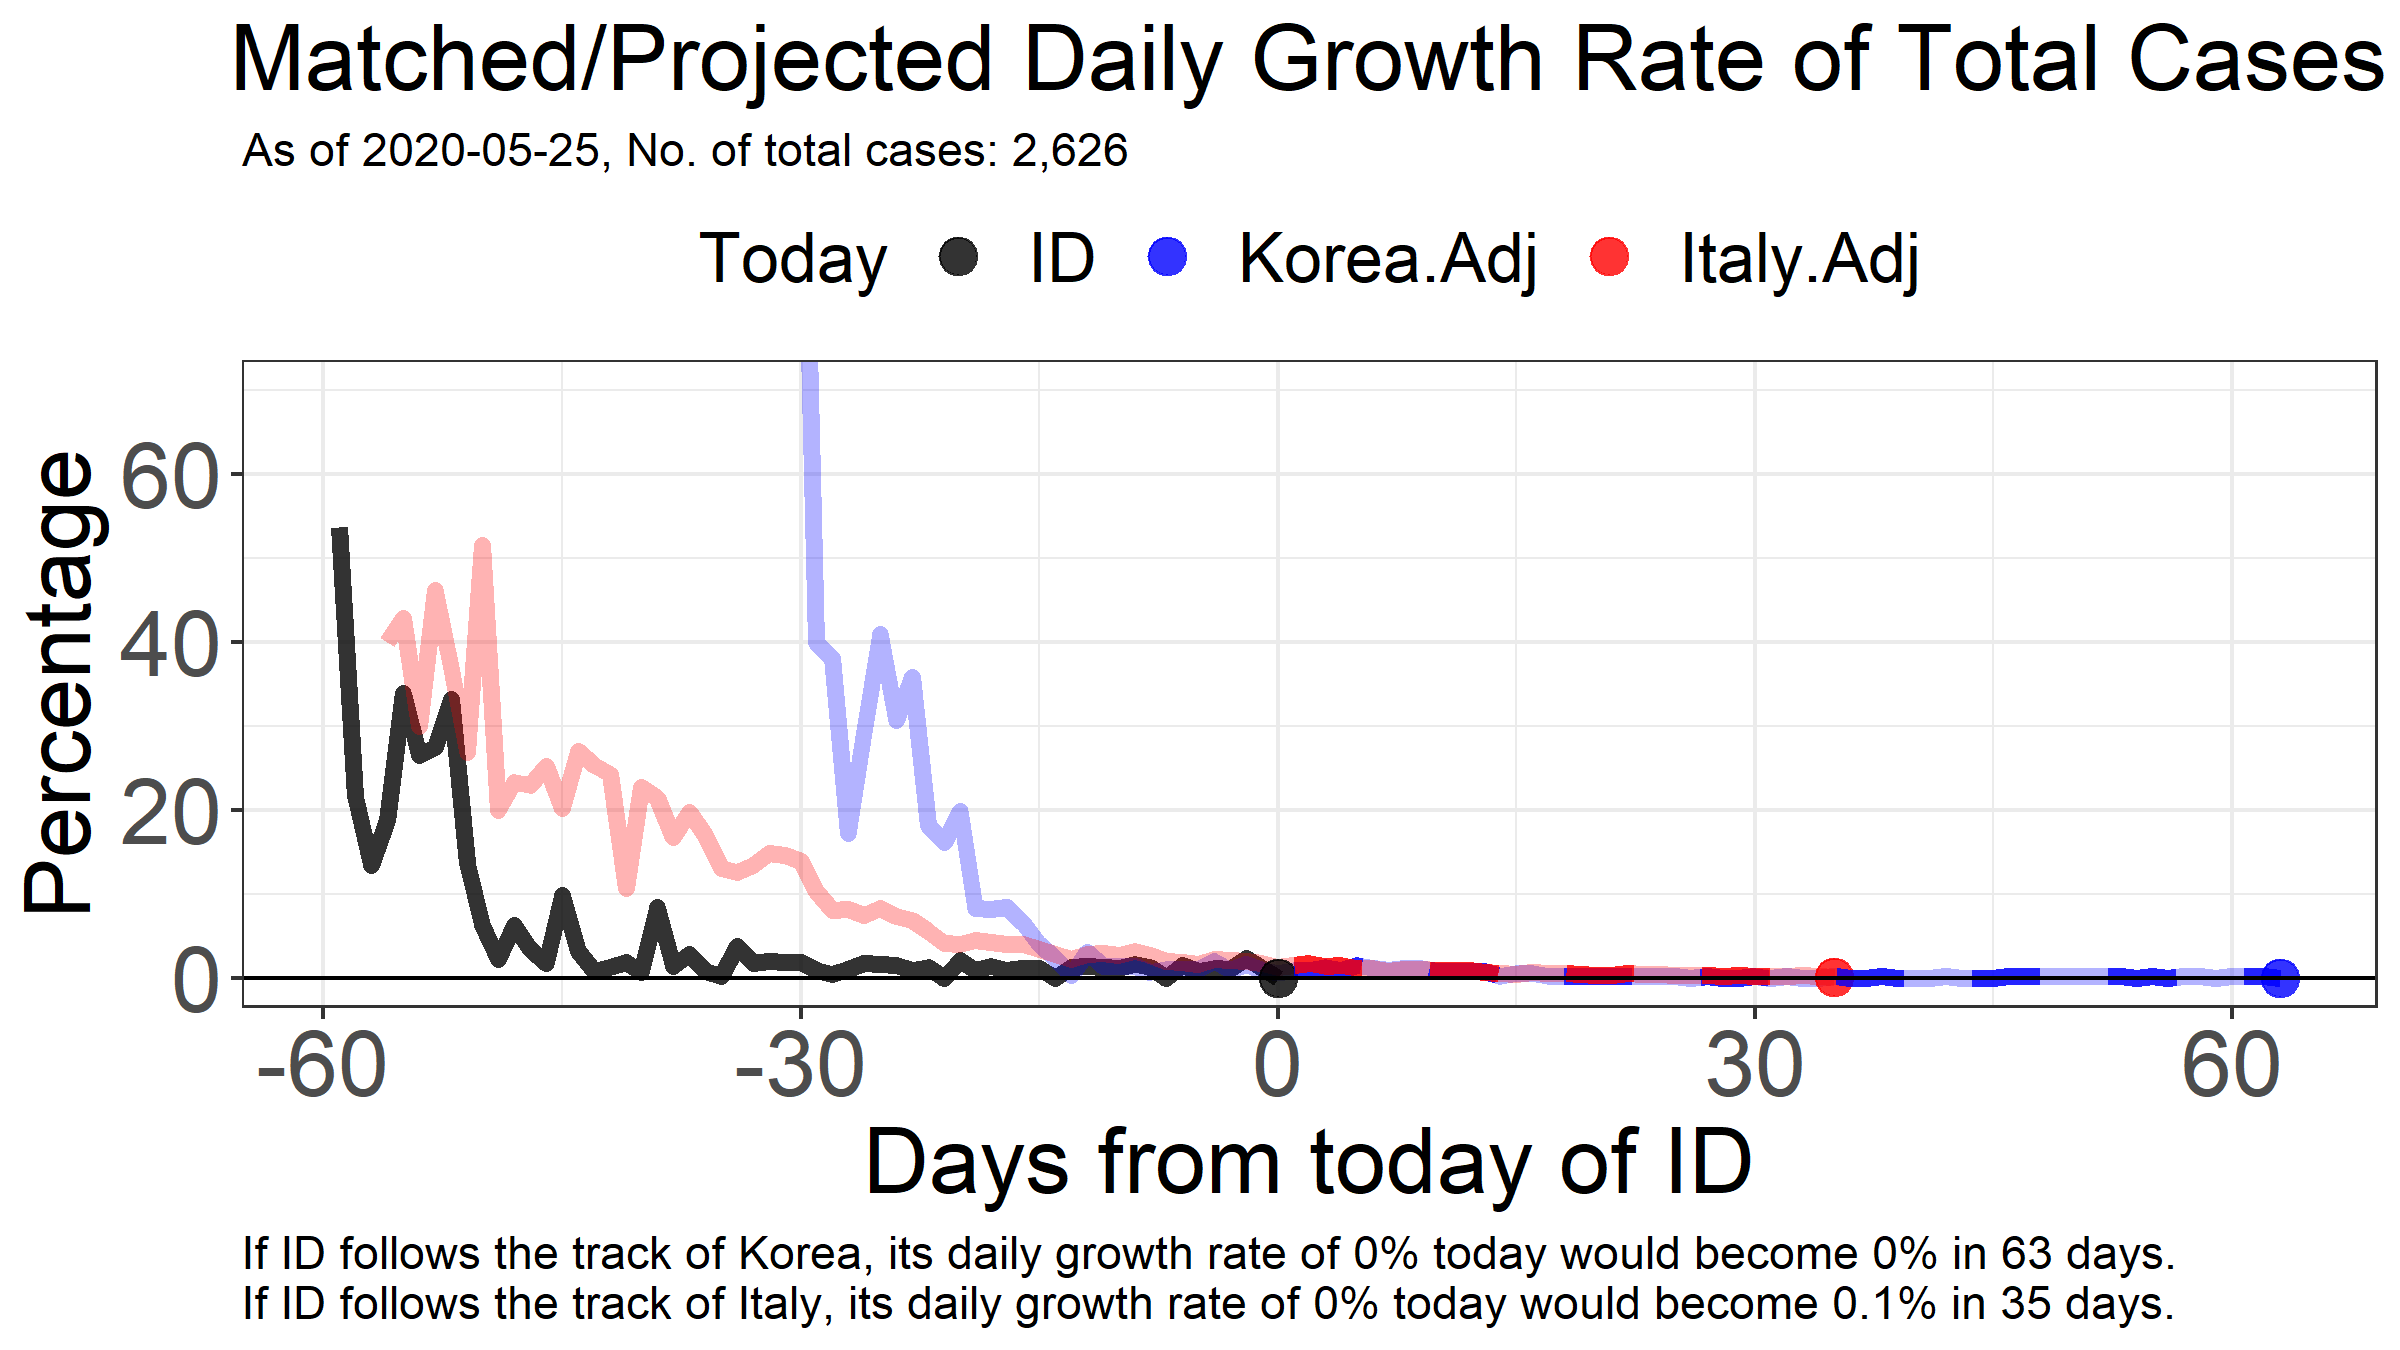 Matched/Projected Daily Growth Rate of Total Cases
As of 2020-05-25, No. of total cases: 2,626
Today ID Korea.Adj Italy.Adj
Percentage
60
40
20
0
-60 -30 0 30 60
Days from today of ID
If ID follows the track of Korea, its daily growth rate of 0% today would become 0% in 63 days.
If ID follows the track of Italy, its daily growth rate of 0% today would become 0.1% in 35 days.